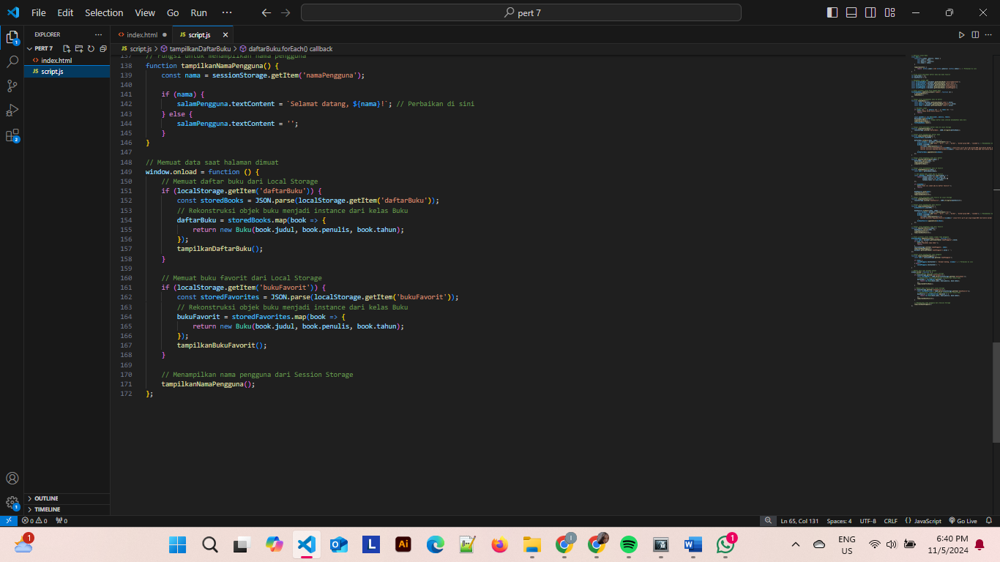 File Edit Selection View Go Run ··· pert 7
EXPLORER ···
PERT 7
index.html
script.js
OUTLINE
TIMELINE
index.html JS script.js
JS script.js > tampilkanDaftarBuku > daftarBuku.forEach() callback
137 // Fungsi untuk menampilkan nama pengguna
138 function tampilkanNamaPengguna() {
139 const nama = sessionStorage.getItem('namaPengguna');
140
141 if (nama) {
142 salamPengguna.textContent = `Selamat datang, ${nama}!`; // Perbaikan di sini
143 } else {
144 salamPengguna.textContent = '';
145 }
146 }
147
148 // Memuat data saat halaman dimuat
149 window.onload = function () {
150 // Memuat daftar buku dari Local Storage
151 if (localStorage.getItem('daftarBuku')) {
152 const storedBooks = JSON.parse(localStorage.getItem('daftarBuku'));
153 // Rekonstruksi objek buku menjadi instance dari kelas Buku
154 daftarBuku = storedBooks.map(book => {
155 return new Buku(book.judul, book.penulis, book.tahun);
156 });
157 tampilkanDaftarBuku();
158 }
159
160 // Memuat buku favorit dari Local Storage
161 if (localStorage.getItem('bukuFavorit')) {
162 const storedFavorites = JSON.parse(localStorage.getItem('bukuFavorit'));
163 // Rekonstruksi objek buku menjadi instance dari kelas Buku
164 bukuFavorit = storedFavorites.map(book => {
165 return new Buku(book.judul, book.penulis, book.tahun);
166 });
167 tampilkanBukuFavorit();
168 }
169
170 // Menampilkan nama pengguna dari Session Storage
171 tampilkanNamaPengguna();
172 };
0 0 0 Ln 65, Col 131 Spaces: 4 UTF-8 CRLF {} JavaScript Go Live
ENG
US
6:40 PM
11/5/2024